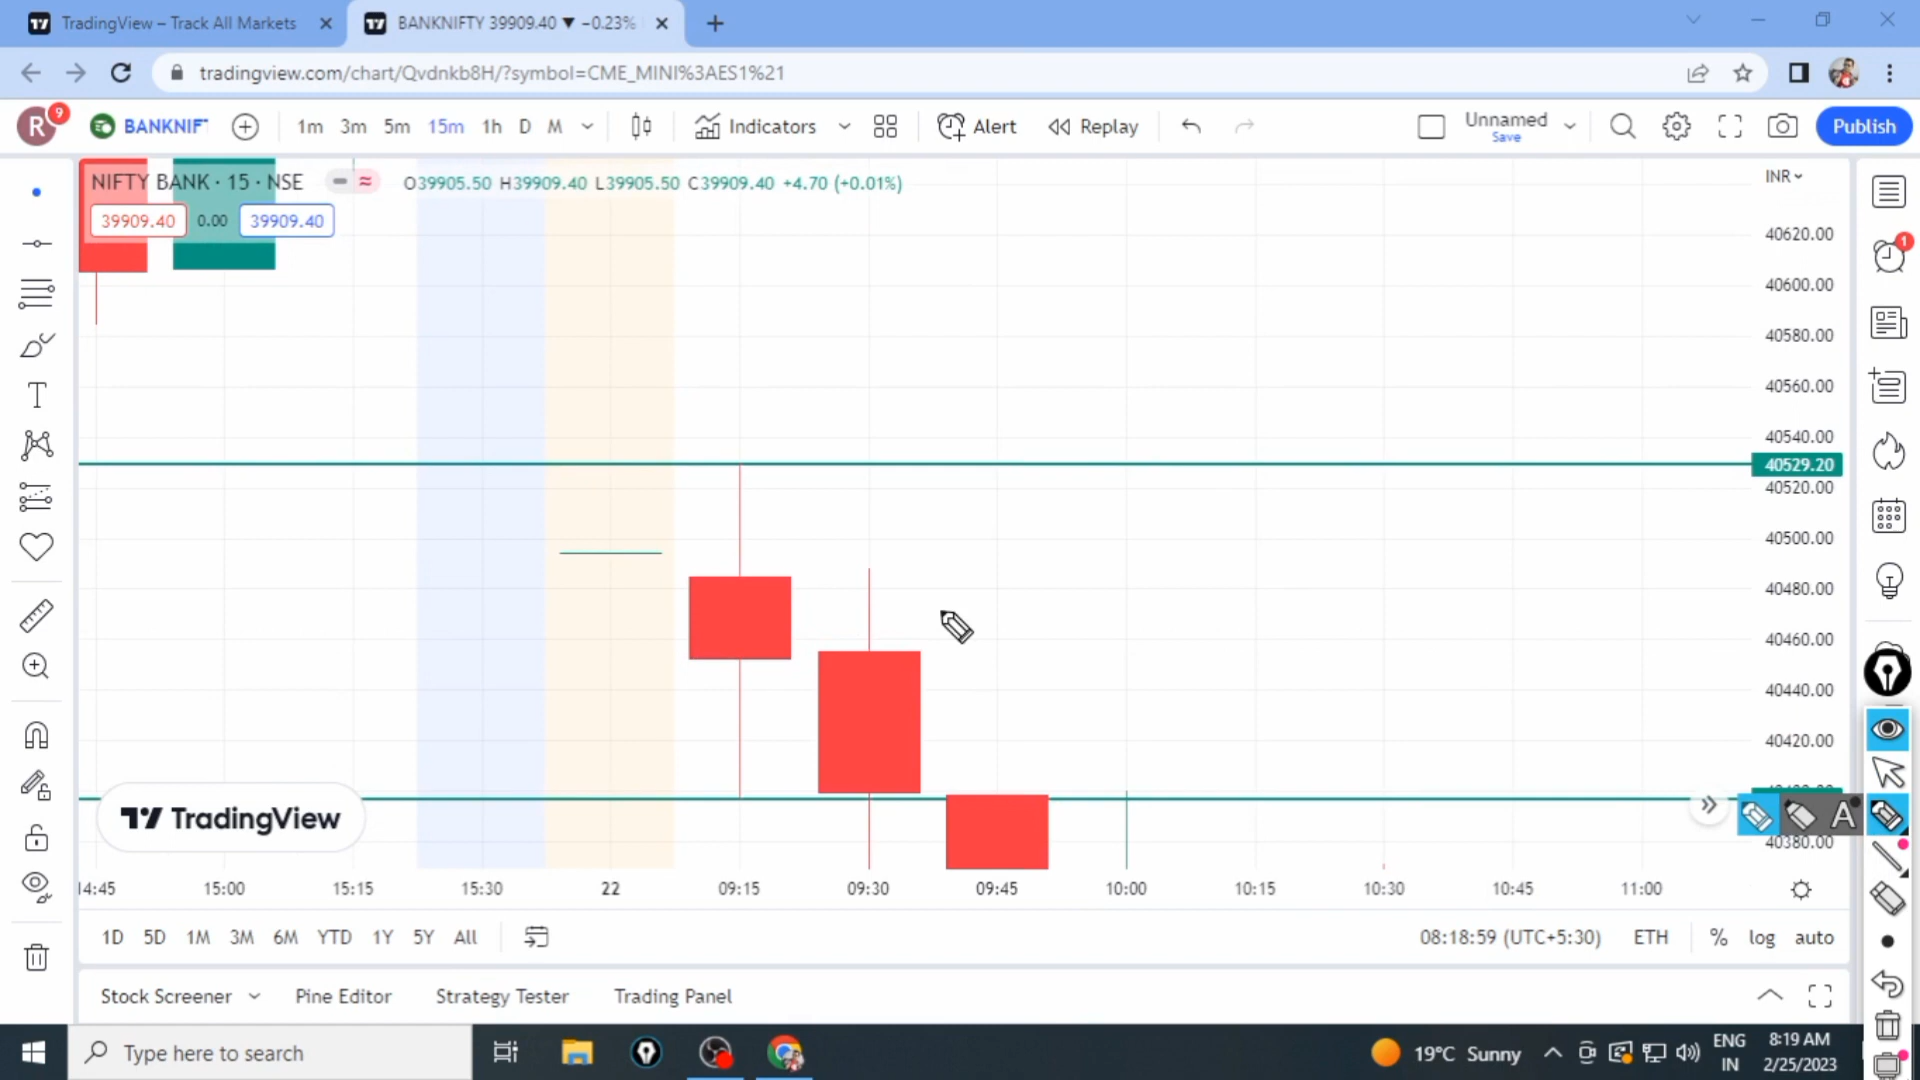 TradingView – Track All Markets
BANKNIFTY 39909.40 ▼ −0.23%
tradingview.com/chart/Qvdnkb8H/?symbol=CME_MINI%3AES1%21
R 9
BANKNIF
1m 3m 5m 15m 1h D M
Indicators
Alert
Replay
Unnamed
Save
Publish
NIFTY BANK · 15 · NSE
O39905.50 H39909.40 L39905.50 C39909.40 +4.70 (+0.01%)
INR
39909.40 0.00 39909.40
1
40620.00
40600.00
40580.00
40560.00
40540.00
40529.20
40520.00
40500.00
40480.00
40460.00
40440.00
40420.00
40380.00
TradingView
A
14:45 15:00 15:15 15:30 22 09:15 09:30 09:45 10:00 10:15 10:30 10:45 11:00
1D 5D 1M 3M 6M YTD 1Y 5Y All
08:18:59 (UTC+5:30) ETH % log auto
Stock Screener Pine Editor Strategy Tester Trading Panel
Type here to search
19°C Sunny
ENG
IN
8:19 AM
2/25/2023